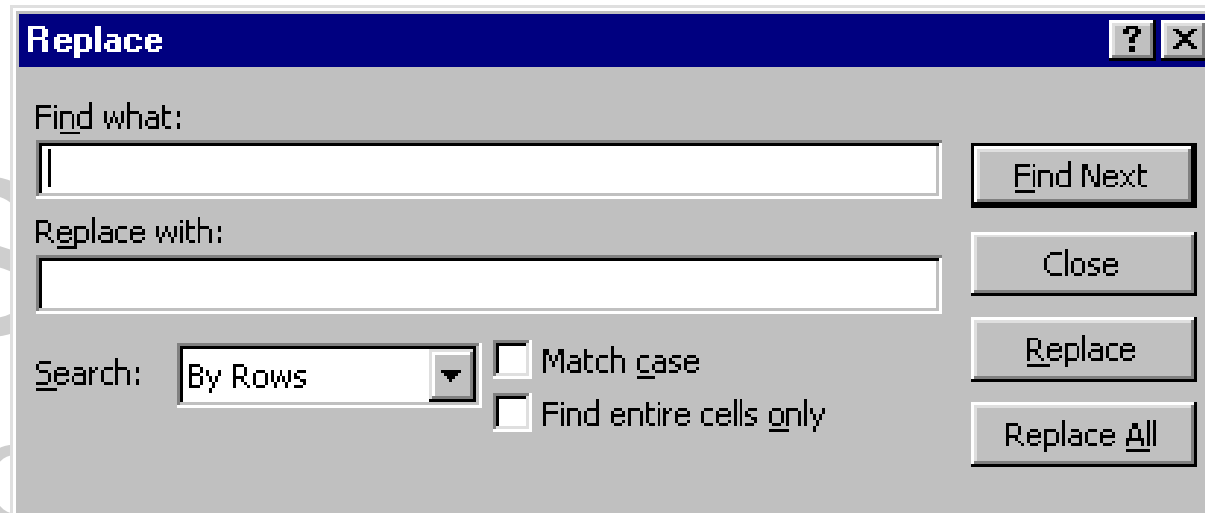 Replace
Find what:
Find Next
Replace with:
Close
Search: By Rows
Match case
Find entire cells only
Replace
Replace All